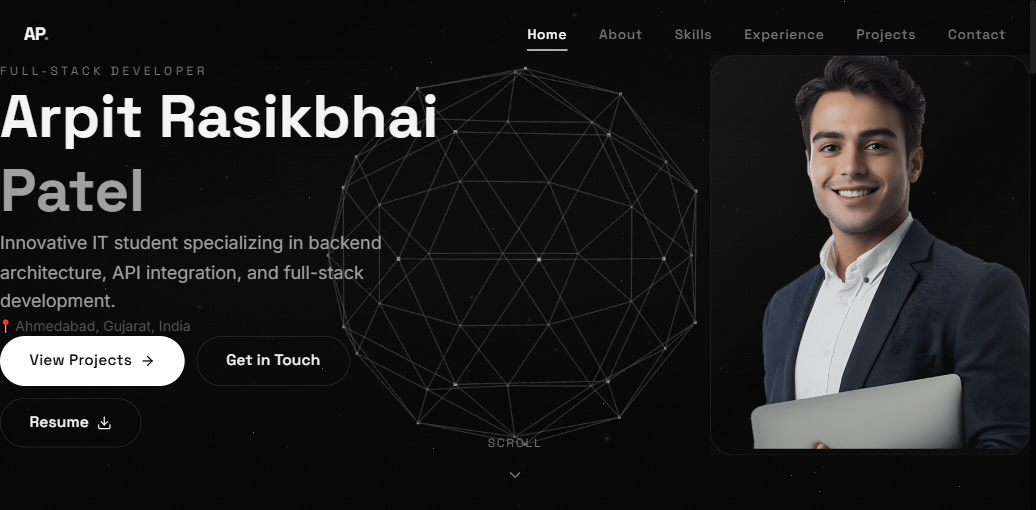 AP.
Home About Skills Experience Projects Contact
FULL-STACK DEVELOPER
Arpit Rasikbhai
Patel
Innovative IT student specializing in backend
architecture, API integration, and full-stack
development.
📍 Ahmedabad, Gujarat, India
View Projects →
Get in Touch
Resume
SCROLL